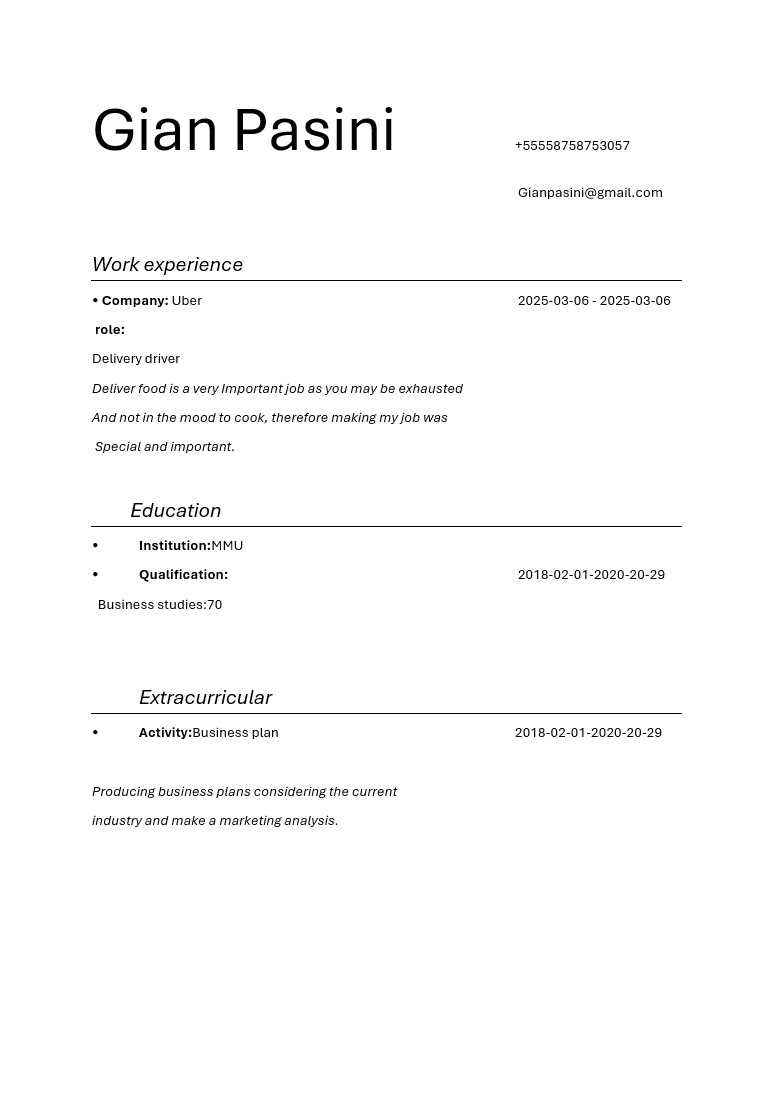 Gian Pasini
+55558758753057
Gianpasini@gmail.com
Work experience
• Company: Uber 2025-03-06 - 2025-03-06
role:
Delivery driver
Deliver food is a very Important job as you may be exhausted
And not in the mood to cook, therefore making my job was
Special and important.
Education
• Institution:MMU
• Qualification: 2018-02-01-2020-20-29
Business studies:70
Extracurricular
• Activity:Business plan 2018-02-01-2020-20-29
Producing business plans considering the current
industry and make a marketing analysis.